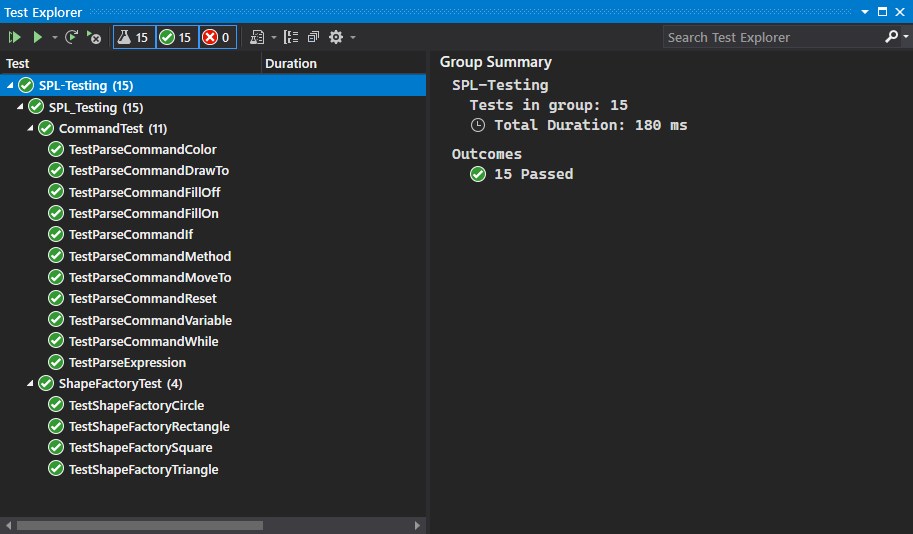 Test Explorer
15 15 0
Search Test Explorer
Test Duration
SPL-Testing (15)
SPL_Testing (15)
CommandTest (11)
TestParseCommandColor
TestParseCommandDrawTo
TestParseCommandFillOff
TestParseCommandFillOn
TestParseCommandIf
TestParseCommandMethod
TestParseCommandMoveTo
TestParseCommandReset
TestParseCommandVariable
TestParseCommandWhile
TestParseExpression
ShapeFactoryTest (4)
TestShapeFactoryCircle
TestShapeFactoryRectangle
TestShapeFactorySquare
TestShapeFactoryTriangle
Group Summary
SPL-Testing
Tests in group: 15
Total Duration: 180 ms
Outcomes
15 Passed